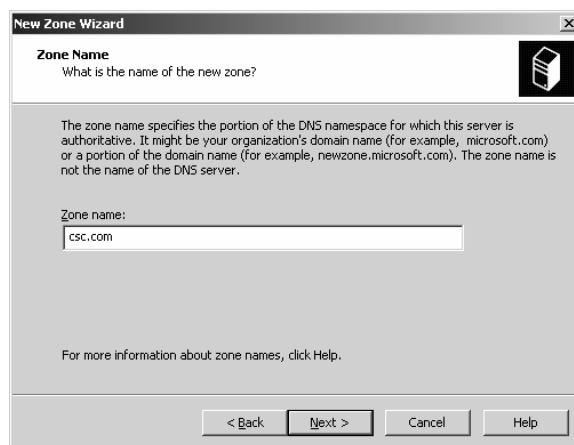 New Zone Wizard
Zone Name
What is the name of the new zone?
The zone name specifies the portion of the DNS namespace for which this server is
authoritative. It might be your organization's domain name (for example, microsoft.com)
or a portion of the domain name (for example, newzone.microsoft.com). The zone name is
not the name of the DNS server.
Zone name:
csc.com
For more information about zone names, click Help.
< Back Next > Cancel Help